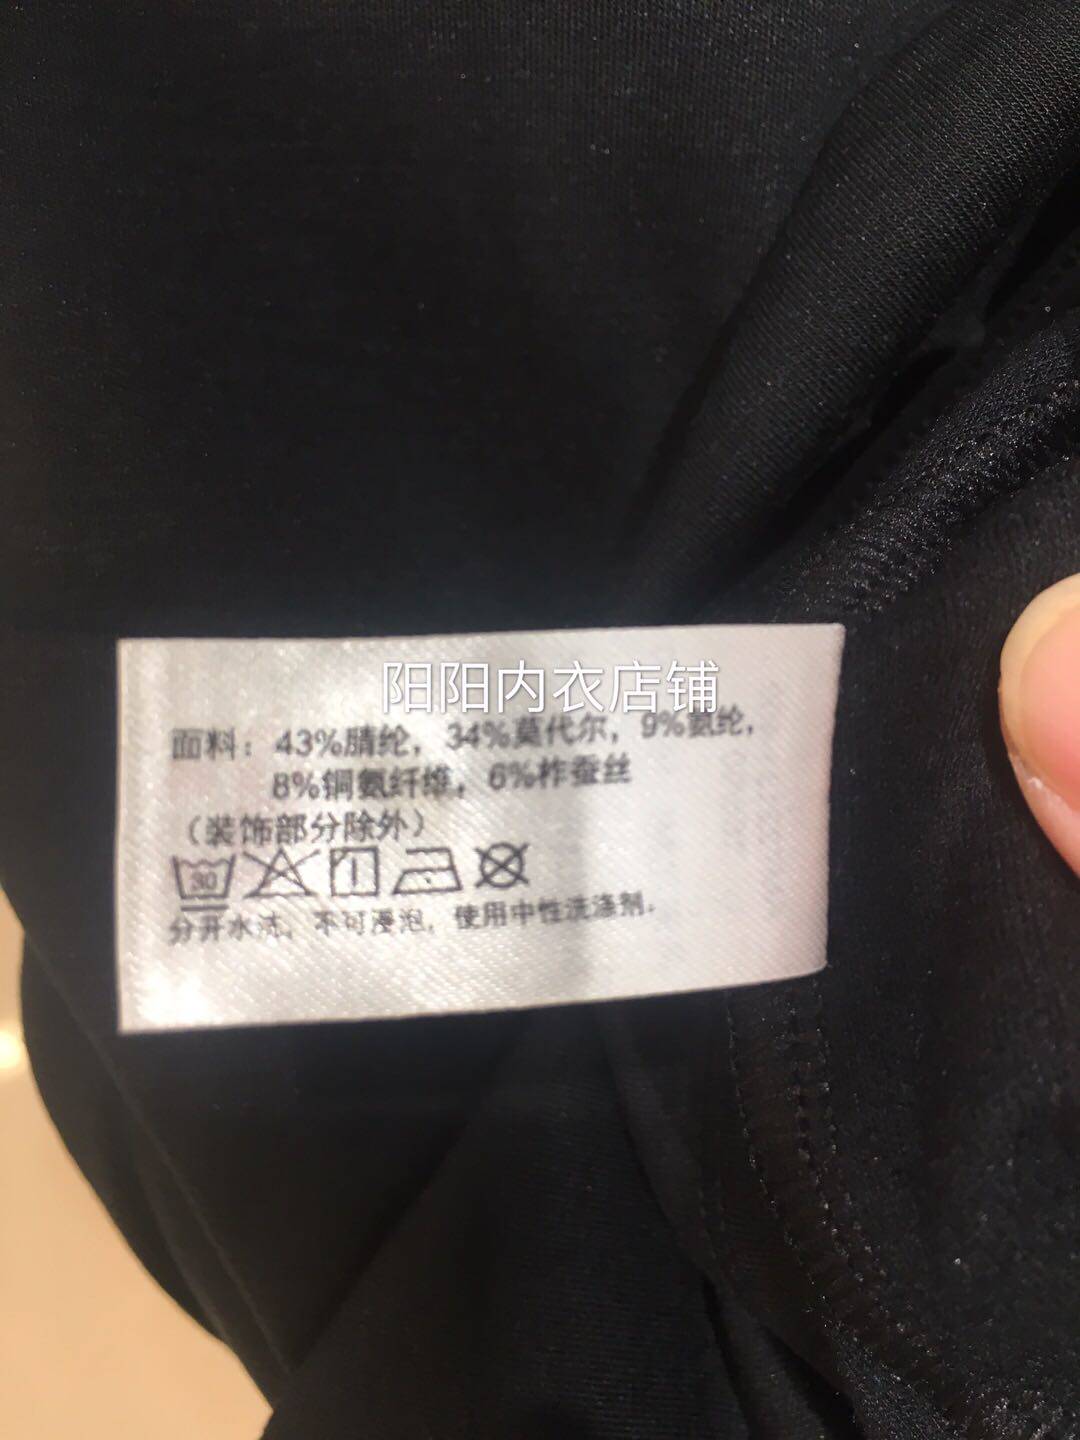 阳阳内衣店铺
面料：43%腈纶，34%莫代尔，9%氨纶，
8%铜氨纤维，6%柞蚕丝
（装饰部分除外）
30
分开水洗，不可浸泡，使用中性洗涤剂.